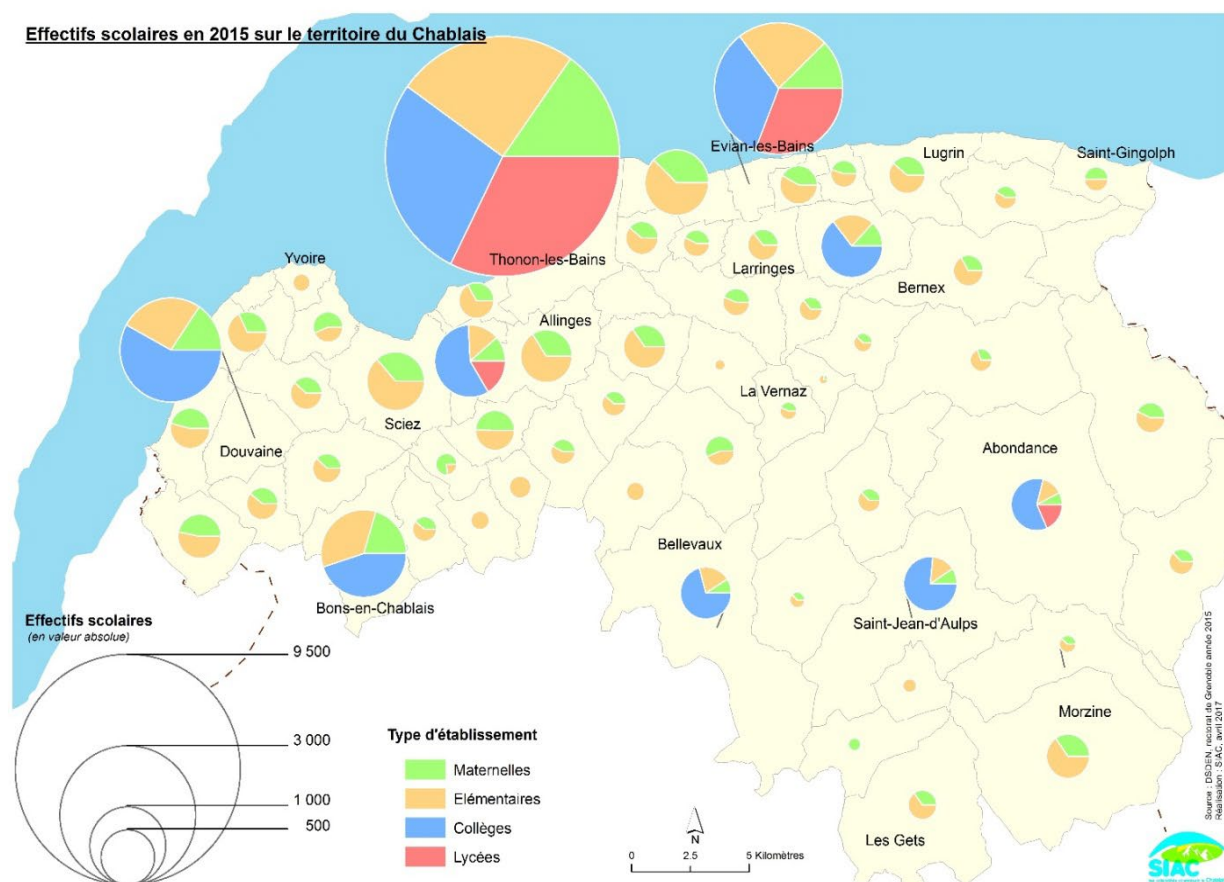 Effectifs scolaires en 2015 sur le territoire du Chablais
Evian-les-Bains
Lugrin
Saint-Gingolph
Thonon-les-Bains
Yvoire
Larringes
Bernex
Allinges
La Vernaz
Sciez
Douvaine
Abondance
Bellevaux
Bons-en-Chablais
Saint-Jean-d'Aulps
Morzine
Les Gets
Effectifs scolaires
(en valeur absolue)
9 500
3 000
1 000
500
Type d'établissement
Maternelles
Elémentaires
Collèges
Lycées
N
0 2.5 5 Kilomètres
Source : DSDEN, rectorat de Grenoble année 2015
Réalisation : SIAC, avril 2017
SIAC